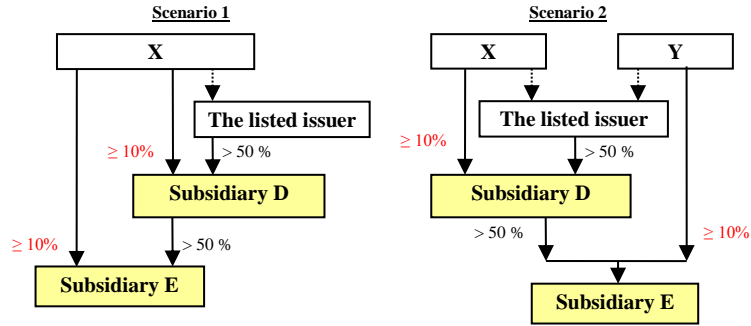 Scenario 1
X
The listed issuer
≥ 10%
> 50 %
Subsidiary D
≥ 10%
> 50 %
Subsidiary E
Scenario 2
X
Y
The listed issuer
≥ 10%
> 50 %
Subsidiary D
> 50 %
≥ 10%
Subsidiary E